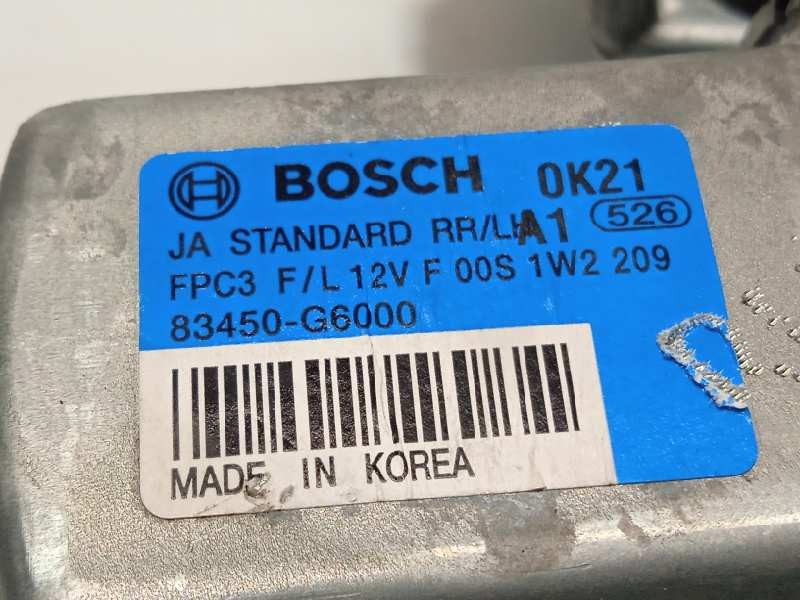 BOSCH 0K21
JA STANDARD RR/LH A1 526
FPC3 F/L 12V F 00S 1W2 209
83450-G6000
MADE IN KOREA